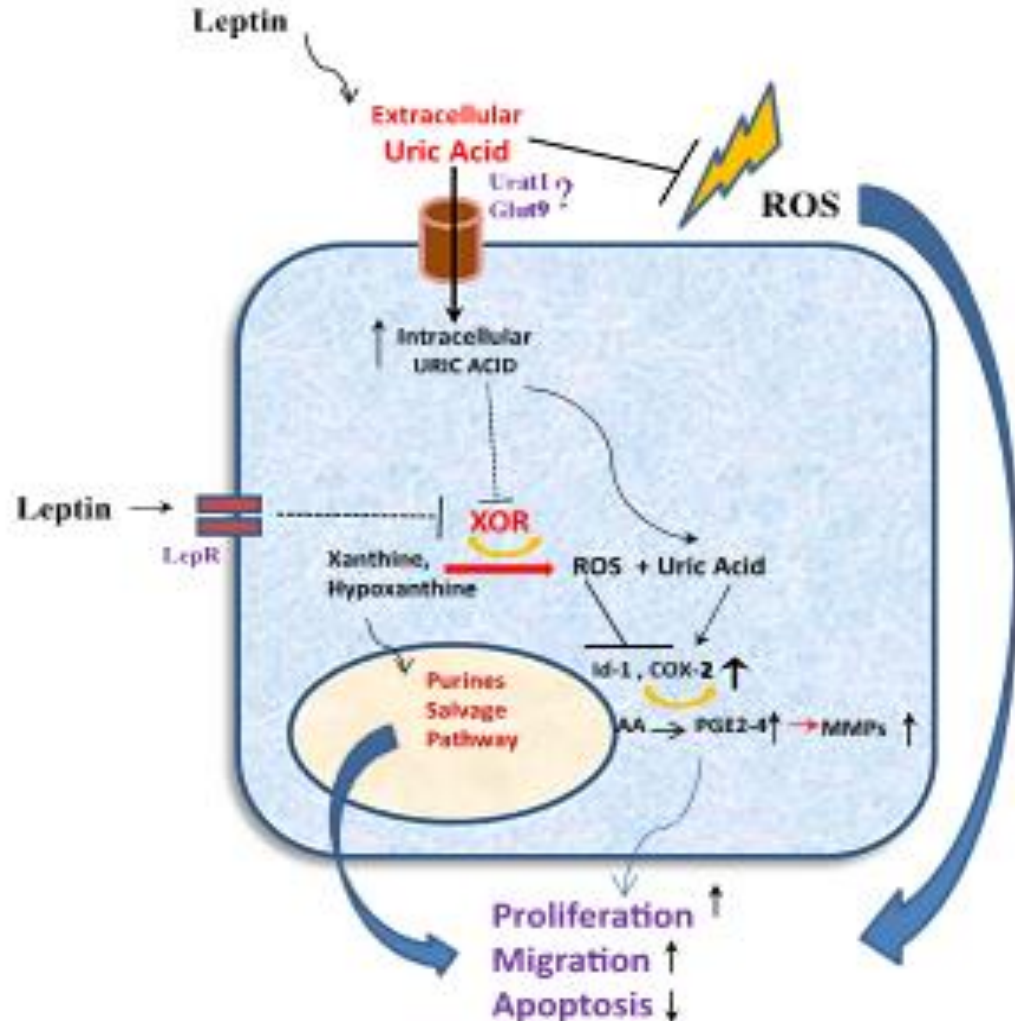 Leptin
Extracellular
Uric Acid
Urat1
Glut9 ?
ROS
Intracellular
URIC ACID
Leptin
LepR
XOR
Xanthine,
Hypoxanthine
ROS + Uric Acid
Id-1 , COX-2
Purines
Salvage
Pathway
AA → PGE2-4↑ → MMPs ↑
Proliferation ↑
Migration ↑
Apoptosis ↓